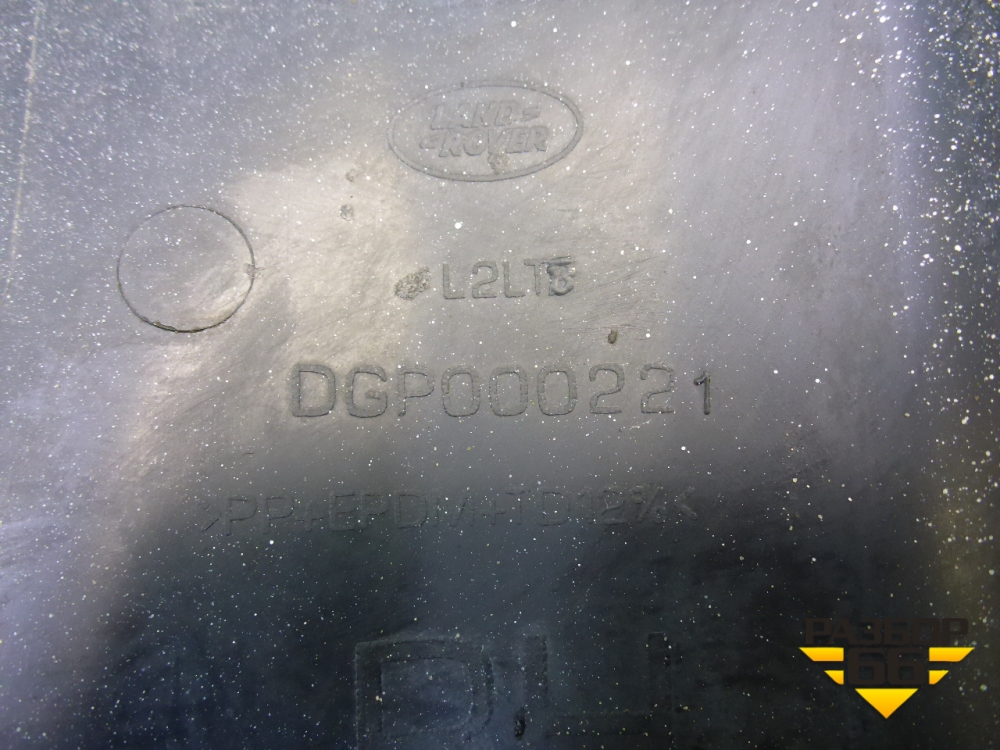 LAND-
-ROVER
L2LT8
DGP000221
>PP+EPDM+TD12%<
РАЗБОР
66